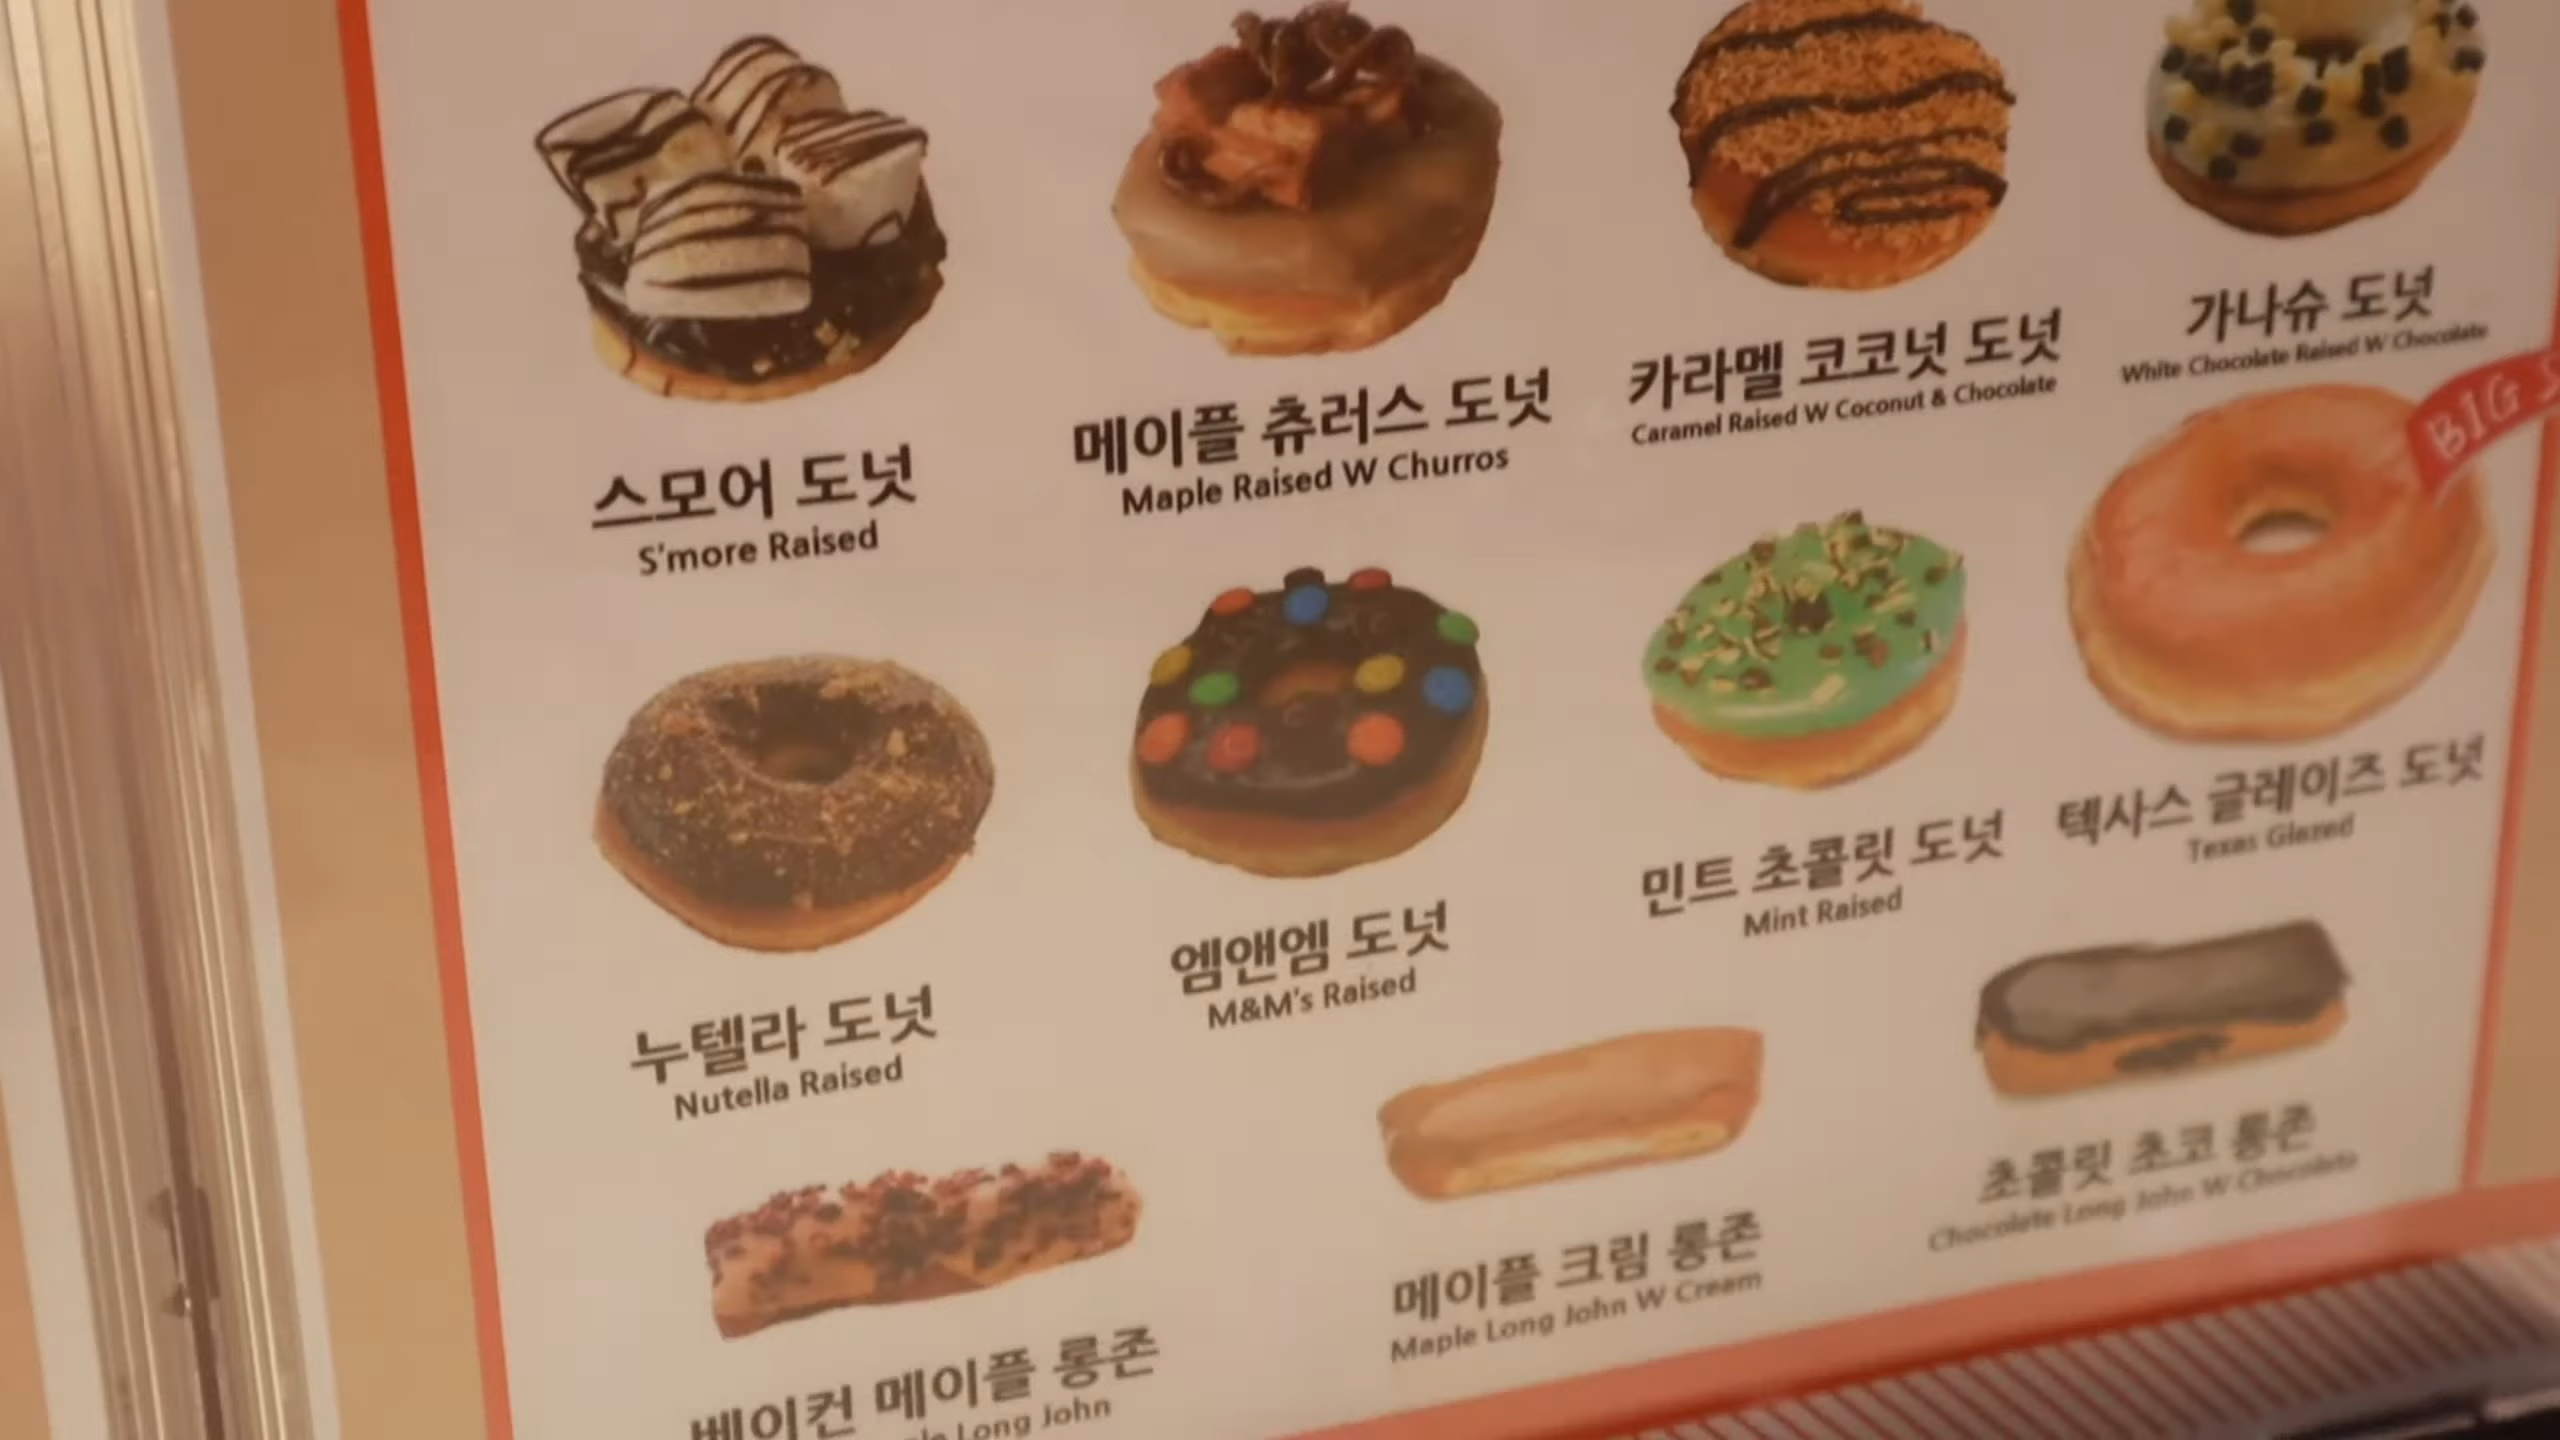 스모어 도넛
S'more Raised
메이플 츄러스 도넛
Maple Raised W Churros
카라멜 코코넛 도넛
Caramel Raised W Coconut & Chocolate
가나슈 도넛
White Chocolate Raised W Chocolate
누텔라 도넛
Nutella Raised
엠앤엠 도넛
M&M's Raised
민트 초콜릿 도넛
Mint Raised
BIG
텍사스 글레이즈 도넛
Texas Glazed
베이컨 메이플 롱존
Long John
메이플 크림 롱존
Maple Long John W Cream
초콜릿 초코 롱존
Chocolate Long John W Chocolate